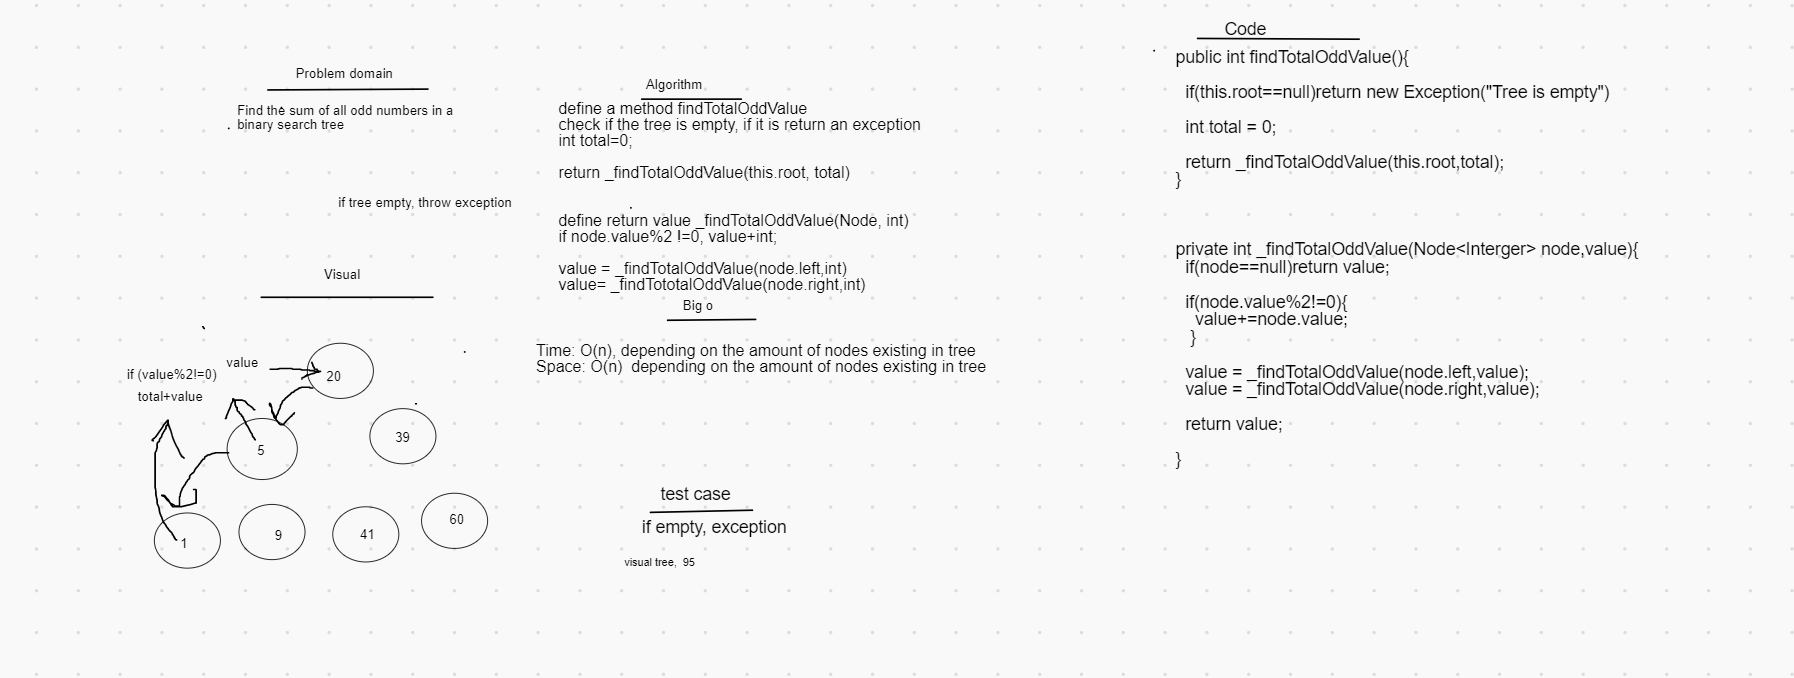 Problem domain
Find the sum of all odd numbers in a
binary search tree
if tree empty, throw exception
Visual
value
if (value%2!=0)
total+value
20
5
39
1
9
41
60
Algorithm
define a method findTotalOddValue
check if the tree is empty, if it is return an exception
int total=0;
return _findTotalOddValue(this.root, total)
define return value _findTotalOddValue(Node, int)
if node.value%2 !=0, value+int;
value = _findTotalOddValue(node.left,int)
value= _findTototalOddValue(node.right,int)
Big o
Time: O(n), depending on the amount of nodes existing in tree
Space: O(n) depending on the amount of nodes existing in tree
test case
if empty, exception
visual tree, 95
Code
public int findTotalOddValue(){
if(this.root==null)return new Exception("Tree is empty")
int total = 0;
return _findTotalOddValue(this.root,total);
}
private int _findTotalOddValue(Node<Interger> node,value){
if(node==null)return value;
if(node.value%2!=0){
value+=node.value;
}
value = _findTotalOddValue(node.left,value);
value = _findTotalOddValue(node.right,value);
return value;
}